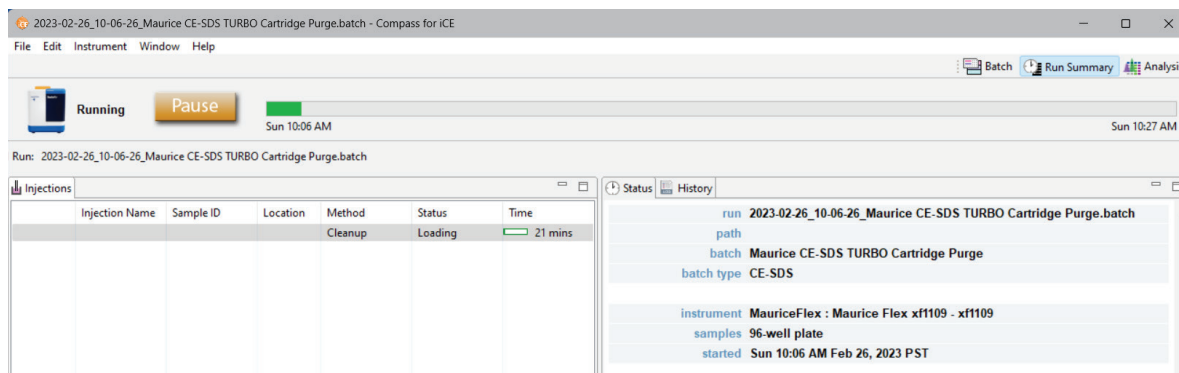 2023-02-26_10-06-26_Maurice CE-SDS TURBO Cartridge Purge.batch - Compass for iCE
File Edit Instrument Window Help
Batch Run Summary Analysi
Running Pause
Sun 10:06 AM Sun 10:27 AM
Run: 2023-02-26_10-06-26_Maurice CE-SDS TURBO Cartridge Purge.batch
Injections
Injection Name Sample ID Location Method Status Time
Cleanup Loading 21 mins
Status History
run 2023-02-26_10-06-26_Maurice CE-SDS TURBO Cartridge Purge.batch
path
batch Maurice CE-SDS TURBO Cartridge Purge
batch type CE-SDS
instrument MauriceFlex : Maurice Flex xf1109 - xf1109
samples 96-well plate
started Sun 10:06 AM Feb 26, 2023 PST